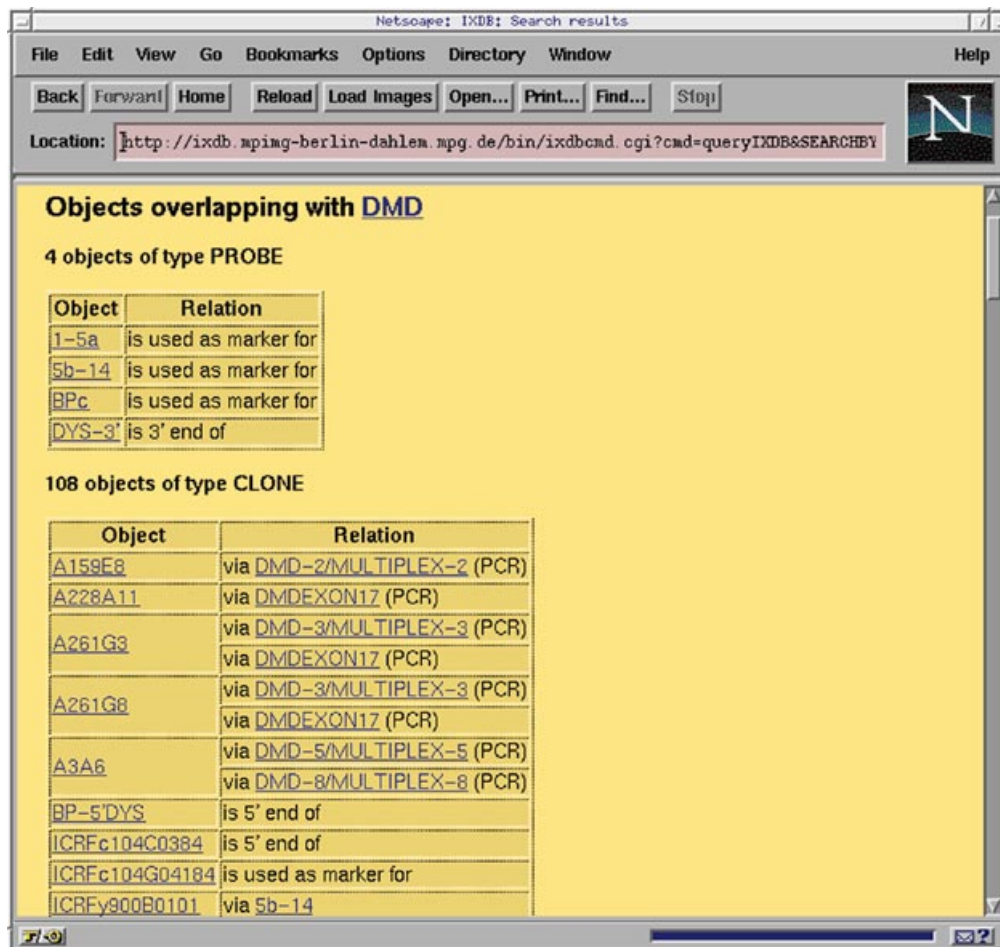 Netscape: IXDB: Search results
File Edit View Go Bookmarks Options Directory Window Help
Back Forward Home Reload Load Images Open... Print... Find... Stop
N
Location: http://ixdb.mpimg-berlin-dahlem.mpg.de/bin/ixdbcmd.cgi?cmd=queryIXDB&SEARCHBY
Objects overlapping with DMD
4 objects of type PROBE
Object Relation
1-5a is used as marker for
5b-14 is used as marker for
BPc is used as marker for
DYS-3' is 3' end of
108 objects of type CLONE
Object Relation
A159E8 via DMD-2/MULTIPLEX-2 (PCR)
A228A11 via DMDEXON17 (PCR)
A261G3 via DMD-3/MULTIPLEX-3 (PCR)
via DMDEXON17 (PCR)
A261G8 via DMD-3/MULTIPLEX-3 (PCR)
via DMDEXON17 (PCR)
A3A6 via DMD-5/MULTIPLEX-5 (PCR)
via DMD-8/MULTIPLEX-8 (PCR)
BP-5'DYS is 5' end of
ICRFc104C0384 is 5' end of
ICRFc104G04184 is used as marker for
ICRFy900B0101 via 5b-14
?